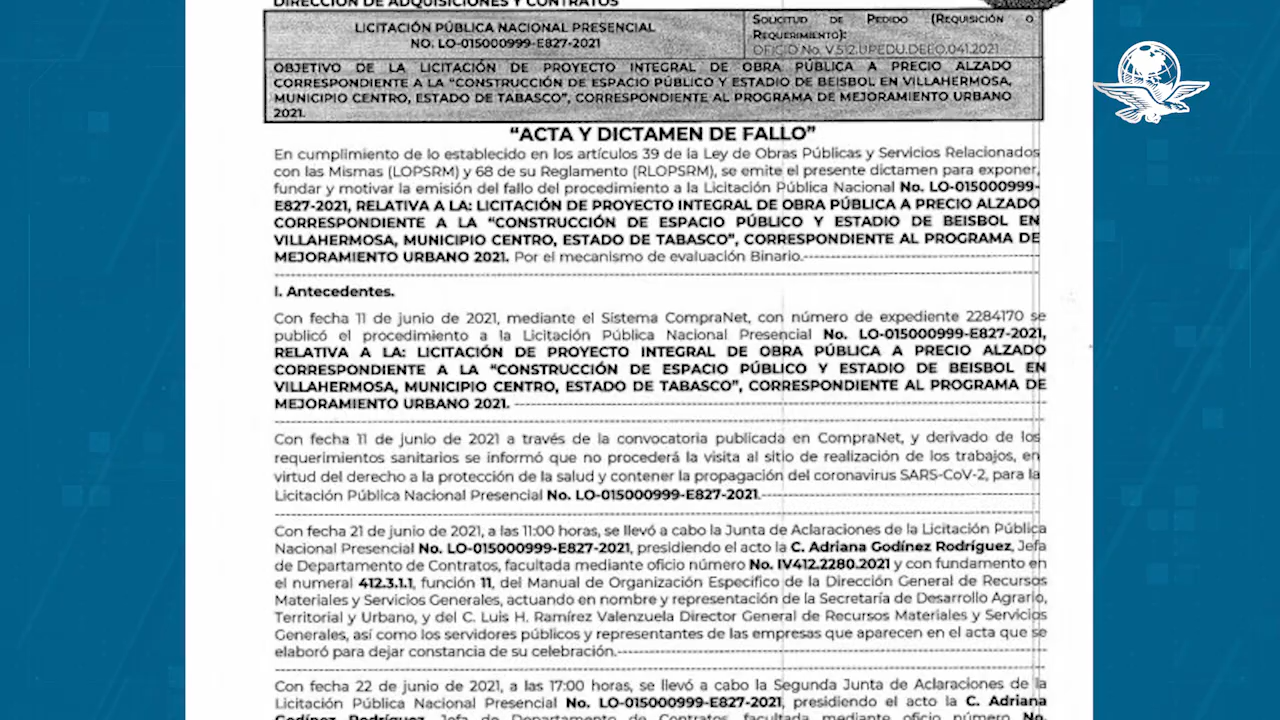 DIRECCIÓN DE ADQUISICIONES Y CONTRATOS
LICITACIÓN PÚBLICA NACIONAL PRESENCIAL
NO. LO-015000999-E827-2021
SOLICITUD DE PEDIDO (REQUISICIÓN O
REQUERIMIENTO):
OFICIO No. V.512.UPEDU.DEEO.041.2021
OBJETIVO DE LA LICITACIÓN DE PROYECTO INTEGRAL DE OBRA PÚBLICA A PRECIO ALZADO
CORRESPONDIENTE A LA “CONSTRUCCIÓN DE ESPACIO PÚBLICO Y ESTADIO DE BEISBOL EN VILLAHERMOSA,
MUNICIPIO CENTRO, ESTADO DE TABASCO”, CORRESPONDIENTE AL PROGRAMA DE MEJORAMIENTO URBANO
2021.
“ACTA Y DICTAMEN DE FALLO”
En cumplimiento de lo establecido en los artículos 39 de la Ley de Obras Públicas y Servicios Relacionados
con las Mismas (LOPSRM) y 68 de su Reglamento (RLOPSRM), se emite el presente dictamen para exponer,
fundar y motivar la emisión del fallo del procedimiento a la Licitación Pública Nacional No. LO-015000999-
E827-2021, RELATIVA A LA: LICITACIÓN DE PROYECTO INTEGRAL DE OBRA PÚBLICA A PRECIO ALZADO
CORRESPONDIENTE A LA “CONSTRUCCIÓN DE ESPACIO PÚBLICO Y ESTADIO DE BEISBOL EN
VILLAHERMOSA, MUNICIPIO CENTRO, ESTADO DE TABASCO”, CORRESPONDIENTE AL PROGRAMA DE
MEJORAMIENTO URBANO 2021. Por el mecanismo de evaluación Binario.
I. Antecedentes.
Con fecha 11 de junio de 2021, mediante el Sistema CompraNet, con número de expediente 2284170 se
publicó el procedimiento a la Licitación Pública Nacional Presencial No. LO-015000999-E827-2021,
RELATIVA A LA: LICITACIÓN DE PROYECTO INTEGRAL DE OBRA PÚBLICA A PRECIO ALZADO
CORRESPONDIENTE A LA “CONSTRUCCIÓN DE ESPACIO PÚBLICO Y ESTADIO DE BEISBOL EN
VILLAHERMOSA, MUNICIPIO CENTRO, ESTADO DE TABASCO”, CORRESPONDIENTE AL PROGRAMA DE
MEJORAMIENTO URBANO 2021.
Con fecha 11 de junio de 2021 a través de la convocatoria publicada en CompraNet, y derivado de los
requerimientos sanitarios se informó que no procederá la visita al sitio de realización de los trabajos, en
virtud del derecho a la protección de la salud y contener la propagación del coronavirus SARS-CoV-2, para la
Licitación Pública Nacional Presencial No. LO-015000999-E827-2021.
Con fecha 21 de junio de 2021, a las 11:00 horas, se llevó a cabo la Junta de Aclaraciones de la Licitación Pública
Nacional Presencial No. LO-015000999-E827-2021, presidiendo el acto la C. Adriana Godínez Rodríguez, Jefa
de Departamento de Contratos, facultada mediante oficio número No. IV412.2280.2021 y con fundamento en
el numeral 412.3.1.1, función 11, del Manual de Organización Especifico de la Dirección General de Recursos
Materiales y Servicios Generales, actuando en nombre y representación de la Secretaría de Desarrollo Agrario,
Territorial y Urbano, y del C. Luis H. Ramírez Valenzuela Director General de Recursos Materiales y Servicios
Generales, así como los servidores públicos y representantes de las empresas que aparecen en el acta que se
elaboró para dejar constancia de su celebración.
Con fecha 22 de junio de 2021, a las 17:00 horas, se llevó a cabo la Segunda Junta de Aclaraciones de la
Licitación Pública Nacional Presencial No. LO-015000999-E827-2021, presidiendo el acto la C. Adriana
Godínez Rodríguez, Jefa de Departamento de Contratos, facultada mediante oficio número No.